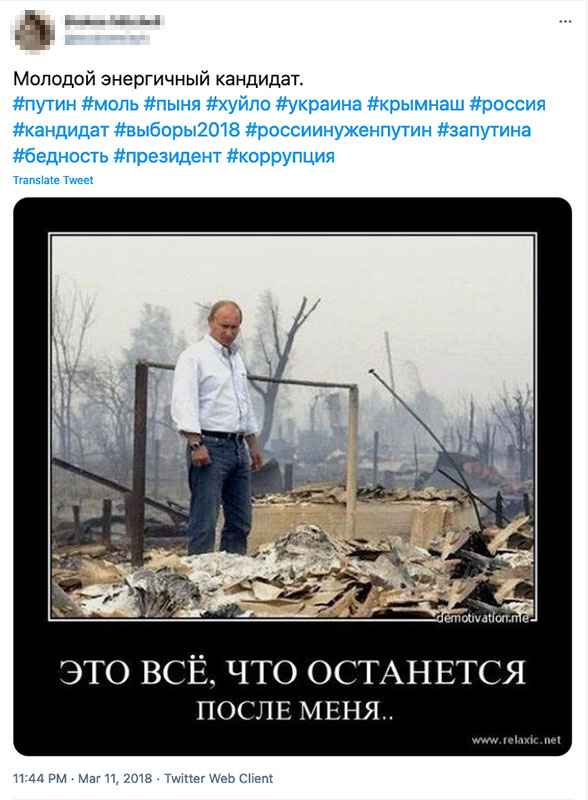 Молодой энергичный кандидат.
#путин #моль #пыня #хуйло #украина #крымнаш #россия
#кандидат #выборы2018 #россиинуженпутин #запутина
#бедность #президент #коррупция
Translate Tweet
demotivation.me
ЭТО ВСЁ, ЧТО ОСТАНЕТСЯ
ПОСЛЕ МЕНЯ..
www.relaxic.net
11:44 PM · Mar 11, 2018 · Twitter Web Client